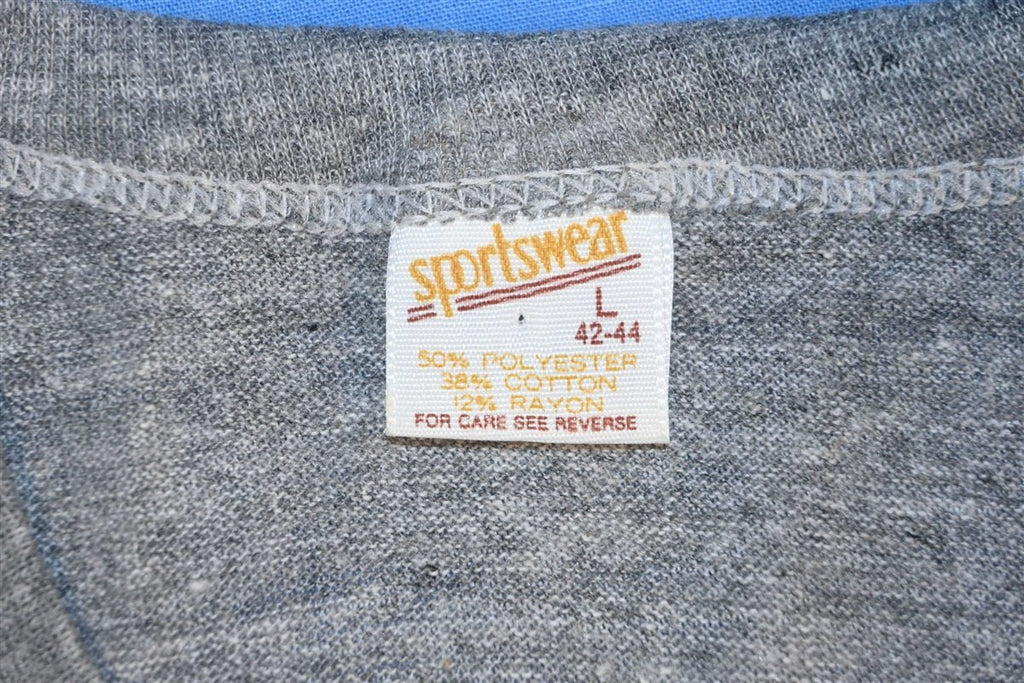 sportswear
L
42-44
50% POLYESTER
38% COTTON
12% RAYON
FOR CARE SEE REVERSE